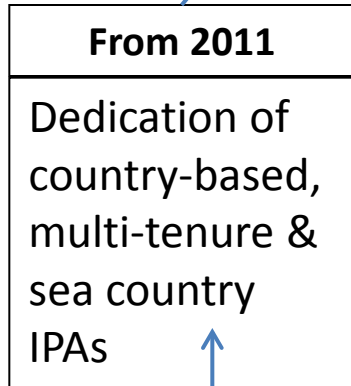 From 2011
Dedication of
country-based,
multi-tenure &
sea country
IPAs